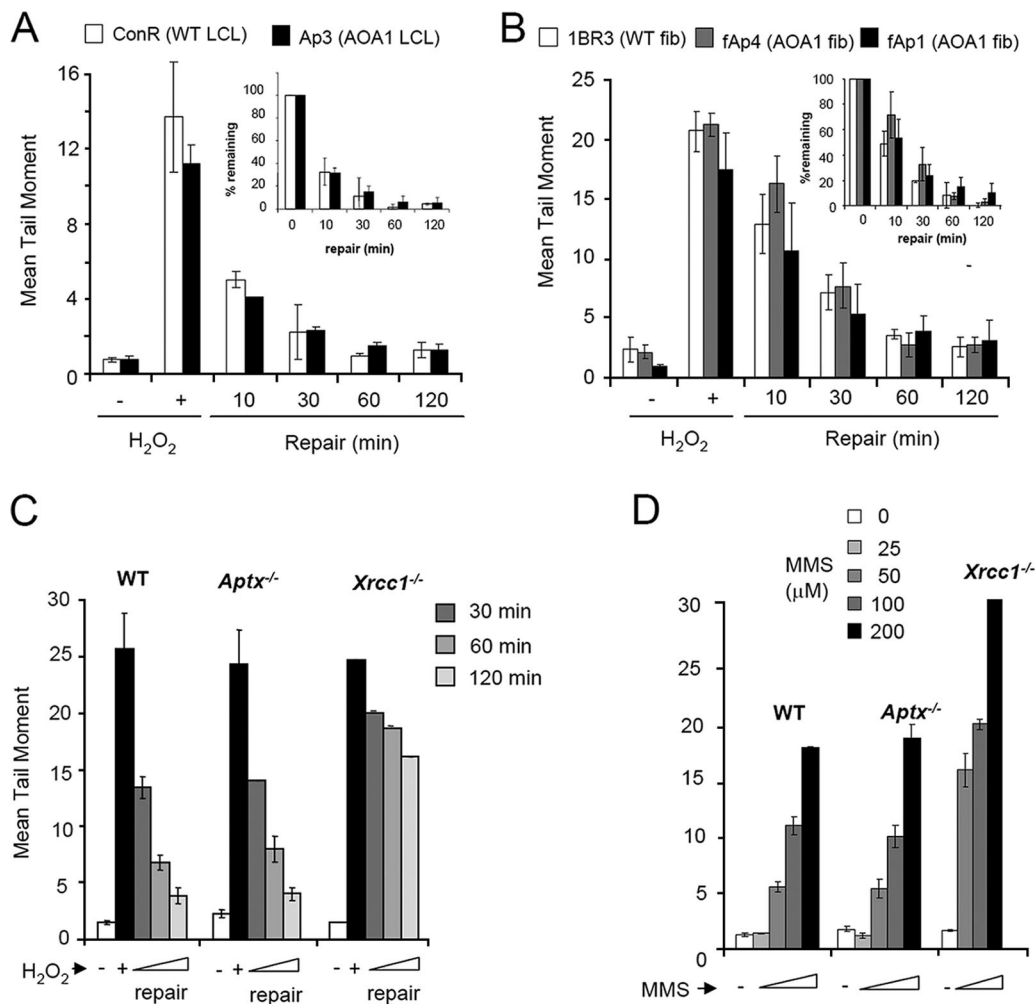 A
ConR (WT LCL) Ap3 (AOA1 LCL)
Mean Tail Moment
16
12
8
4
0
% remaining
100
80
60
40
20
0 10 30 60 120
repair (min)
- + 10 30 60 120
H₂O₂ Repair (min)
B
1BR3 (WT fib) fAp4 (AOA1 fib) fAp1 (AOA1 fib)
Mean Tail Moment
25
20
15
10
5
0
%remaining
100
80
60
40
20
0
0 10 30 60 120
repair (min)
-
- + 10 30 60 120
H₂O₂ Repair (min)
C
WT Aptx-/- Xrcc1-/-
30 min
60 min
120 min
Mean Tail Moment
30
25
20
15
10
5
0
H₂O₂ - + - + - +
repair repair repair
D
MMS
(μM)
0
25
50
100
200
WT Aptx-/- Xrcc1-/-
30
25
20
15
10
5
0
MMS - - -